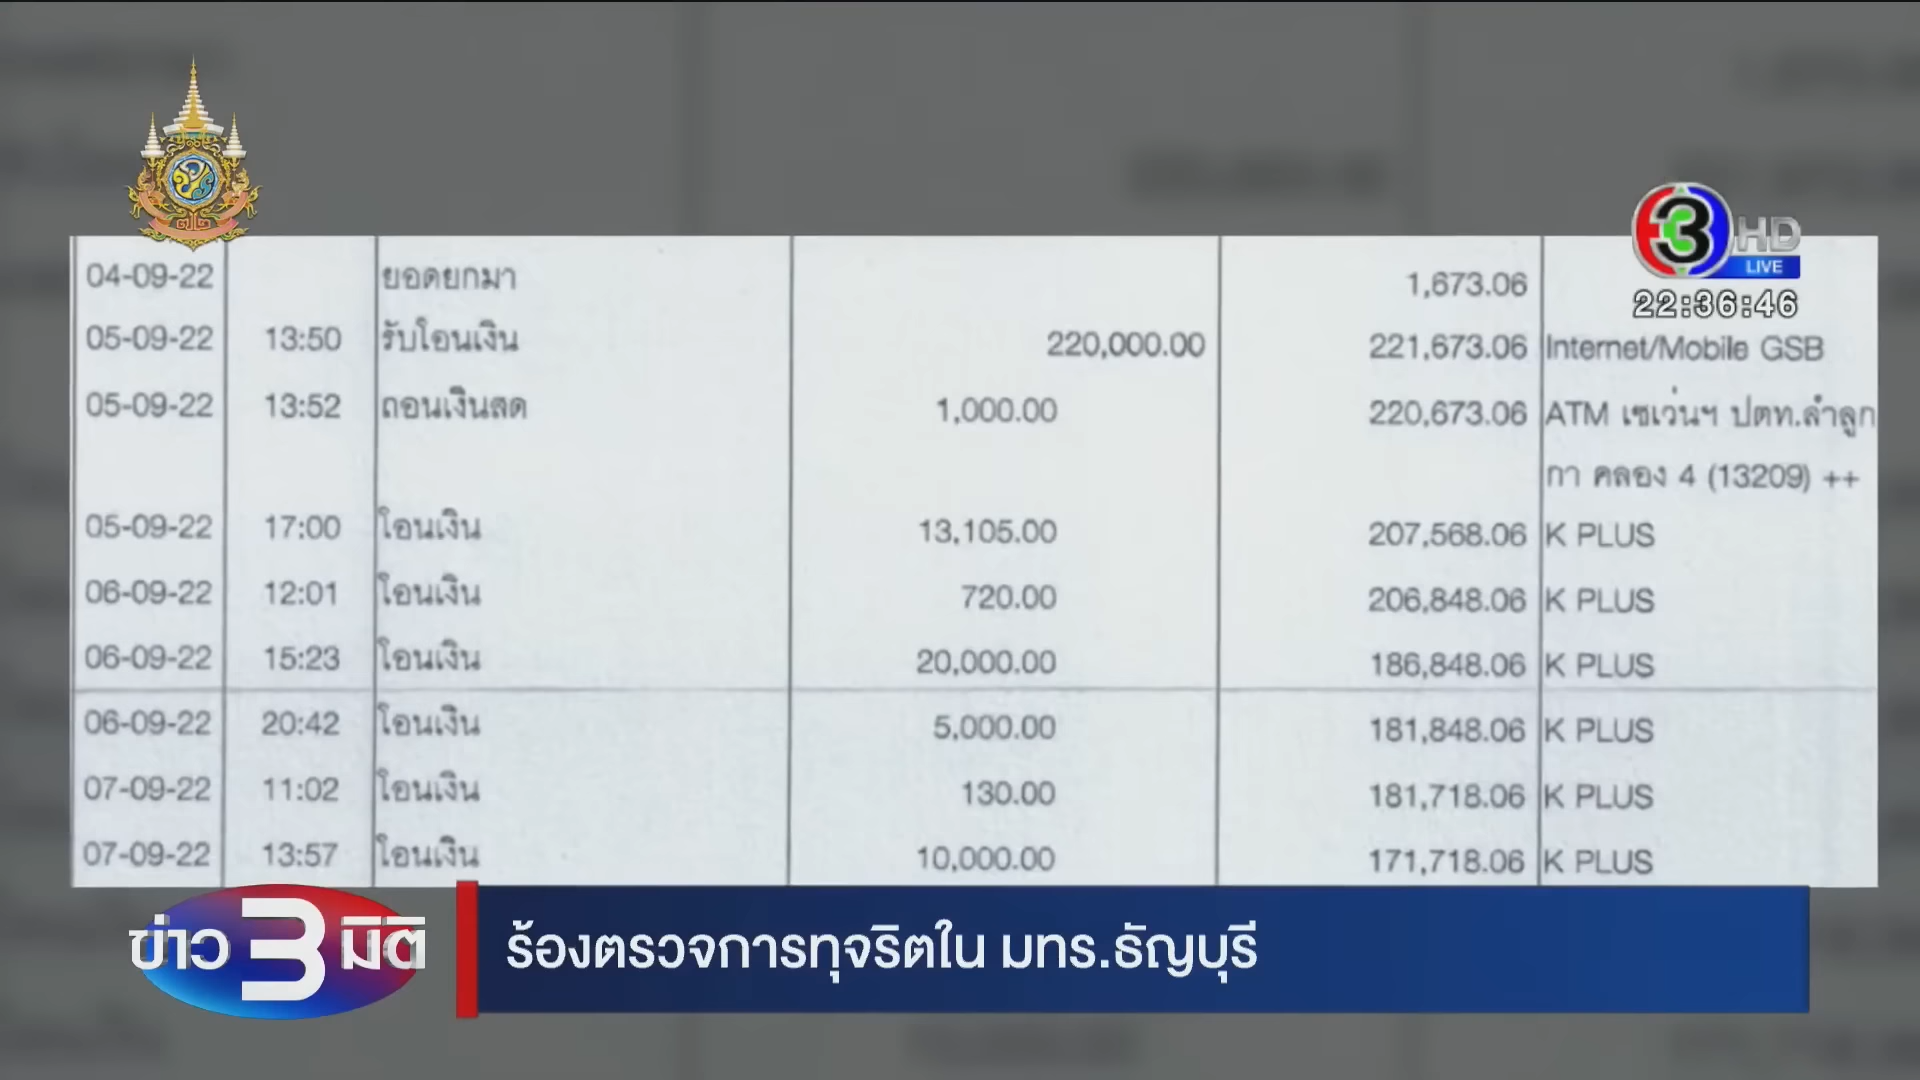 3 HD
LIVE
22:36:46
04-09-22 ยอดยกมา 1,673.06
05-09-22 13:50 รับโอนเงิน 220,000.00 221,673.06 Internet/Mobile GSB
05-09-22 13:52 ถอนเงินสด 1,000.00 220,673.06 ATM เซเว่นฯ ปตท.ลำลูก
กา คลอง 4 (13209) ++
05-09-22 17:00 โอนเงิน 13,105.00 207,568.06 K PLUS
06-09-22 12:01 โอนเงิน 720.00 206,848.06 K PLUS
06-09-22 15:23 โอนเงิน 20,000.00 186,848.06 K PLUS
06-09-22 20:42 โอนเงิน 5,000.00 181,848.06 K PLUS
07-09-22 11:02 โอนเงิน 130.00 181,718.06 K PLUS
07-09-22 13:57 โอนเงิน 10,000.00 171,718.06 K PLUS
ข่าว 3 มิติ
ร้องตรวจการทุจริตใน มทร.ธัญบุรี